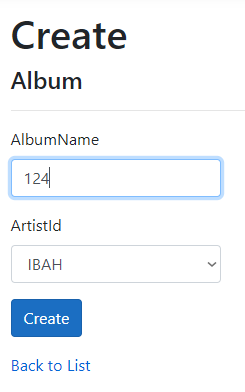 Create
Album
AlbumName
124
ArtistId
IBAH
Create
Back to List